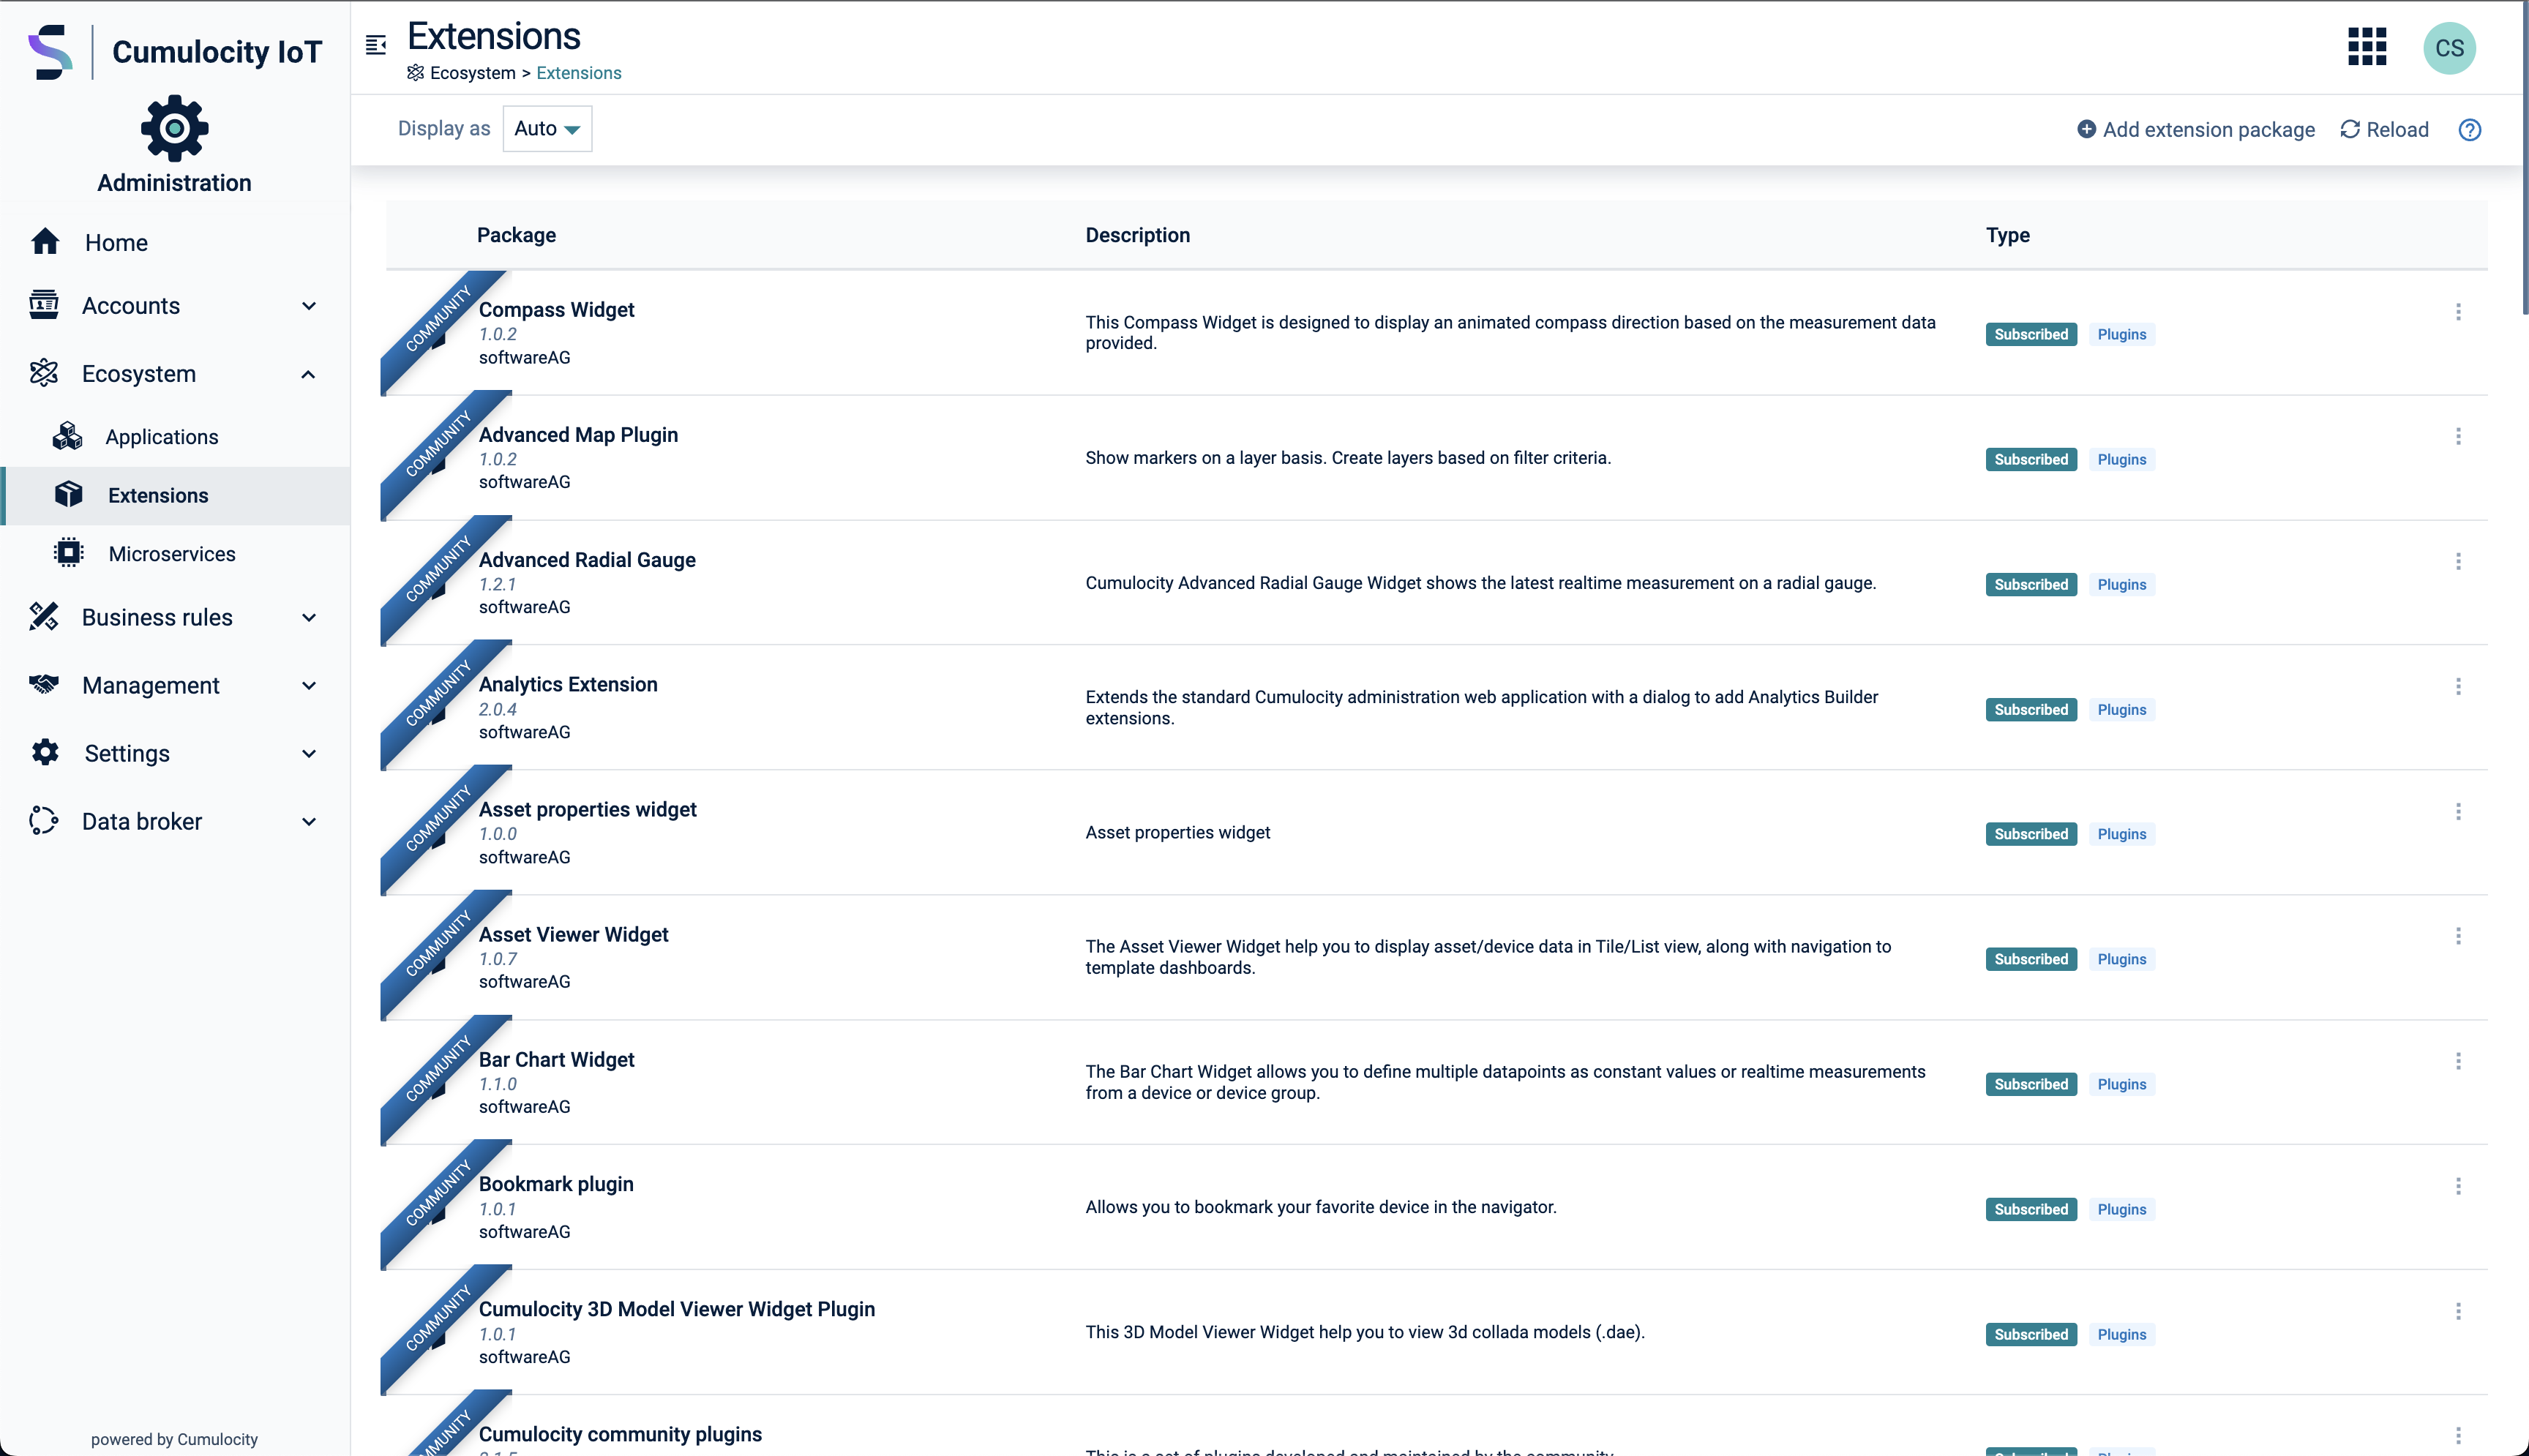 Cumulocity IoT
Administration
Home
Accounts
Ecosystem
Applications
Extensions
Microservices
Business rules
Management
Settings
Data broker
powered by Cumulocity
Extensions
Ecosystem > Extensions
CS
Display as Auto
Add extension package Reload
Package Description Type
COMMUNITY
Compass Widget
1.0.2
softwareAG
This Compass Widget is designed to display an animated compass direction based on the measurement data
provided.
Subscribed Plugins
COMMUNITY
Advanced Map Plugin
1.0.2
softwareAG
Show markers on a layer basis. Create layers based on filter criteria.
Subscribed Plugins
COMMUNITY
Advanced Radial Gauge
1.2.1
softwareAG
Cumulocity Advanced Radial Gauge Widget shows the latest realtime measurement on a radial gauge.
Subscribed Plugins
COMMUNITY
Analytics Extension
2.0.4
softwareAG
Extends the standard Cumulocity administration web application with a dialog to add Analytics Builder
extensions.
Subscribed Plugins
COMMUNITY
Asset properties widget
1.0.0
softwareAG
Asset properties widget
Subscribed Plugins
COMMUNITY
Asset Viewer Widget
1.0.7
softwareAG
The Asset Viewer Widget help you to display asset/device data in Tile/List view, along with navigation to
template dashboards.
Subscribed Plugins
COMMUNITY
Bar Chart Widget
1.1.0
softwareAG
The Bar Chart Widget allows you to define multiple datapoints as constant values or realtime measurements
from a device or device group.
Subscribed Plugins
COMMUNITY
Bookmark plugin
1.0.1
softwareAG
Allows you to bookmark your favorite device in the navigator.
Subscribed Plugins
COMMUNITY
Cumulocity 3D Model Viewer Widget Plugin
1.0.1
softwareAG
This 3D Model Viewer Widget help you to view 3d collada models (.dae).
Subscribed Plugins
Cumulocity community plugins
This is a set of plugins developed and maintained by the community.